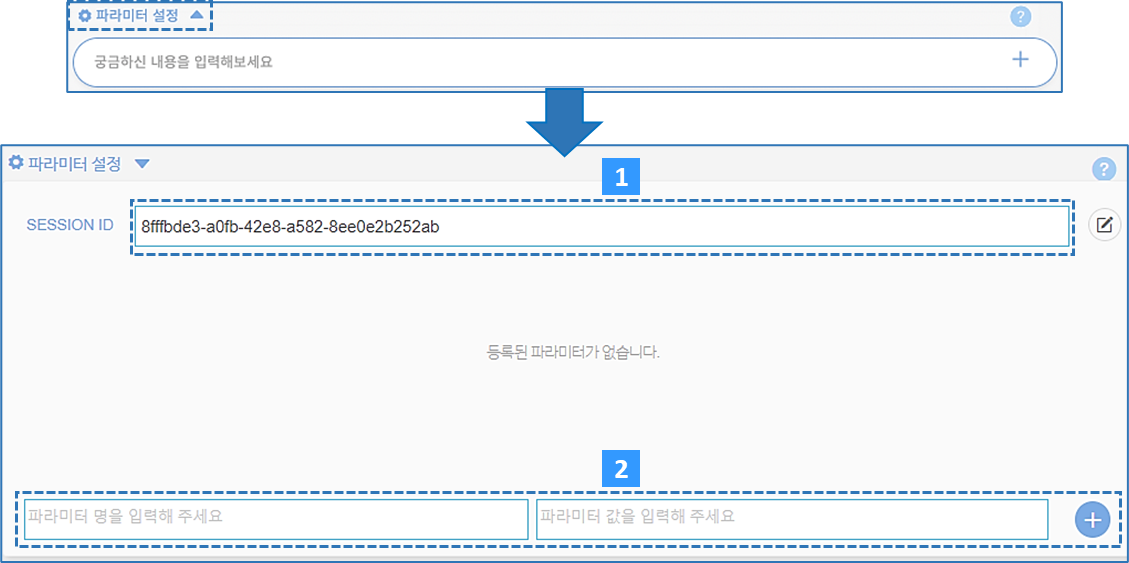 파라미터 설정
?
궁금하신 내용을 입력해보세요
파라미터 설정
?
1
SESSION ID
8fffbde3-a0fb-42e8-a582-8ee0e2b252ab
등록된 파라미터가 없습니다.
2
파라미터 명을 입력해 주세요
파라미터 값을 입력해 주세요